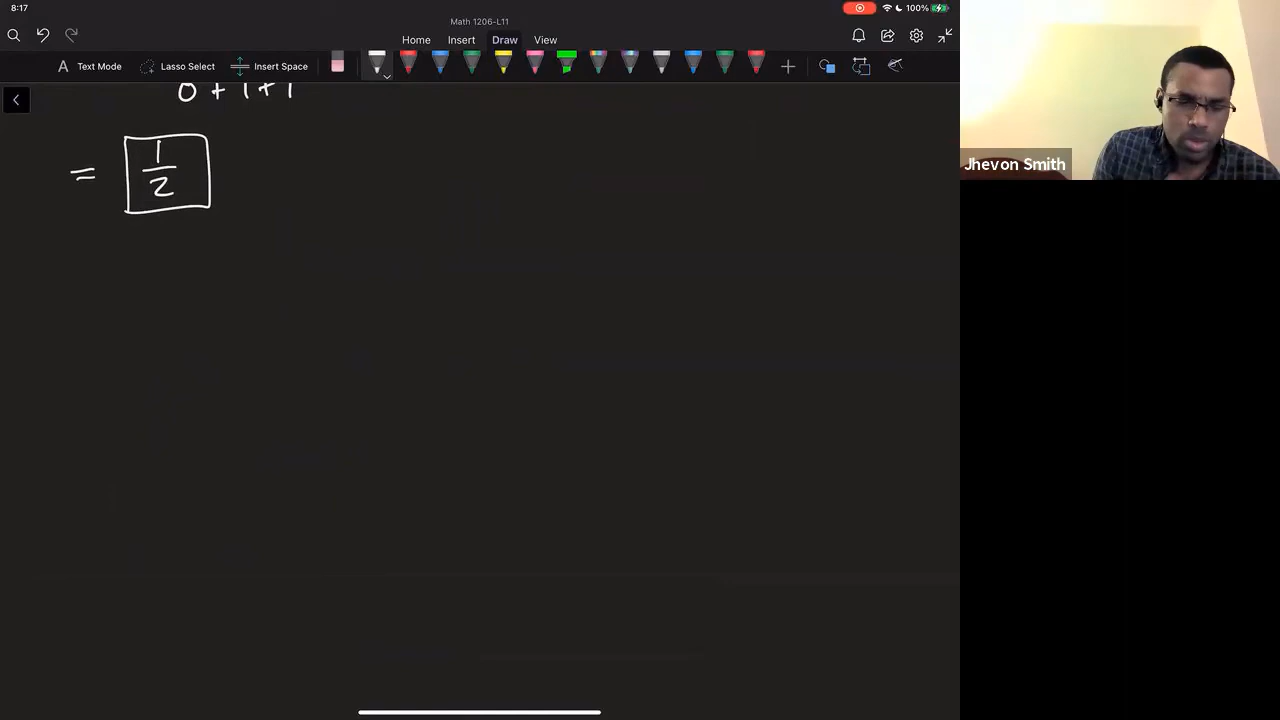 8:17
Math 1206-L11
100%
Home Insert Draw View
A Text Mode Lasso Select Insert Space
0 + 1 + 1
= 1/2
Jhevon Smith